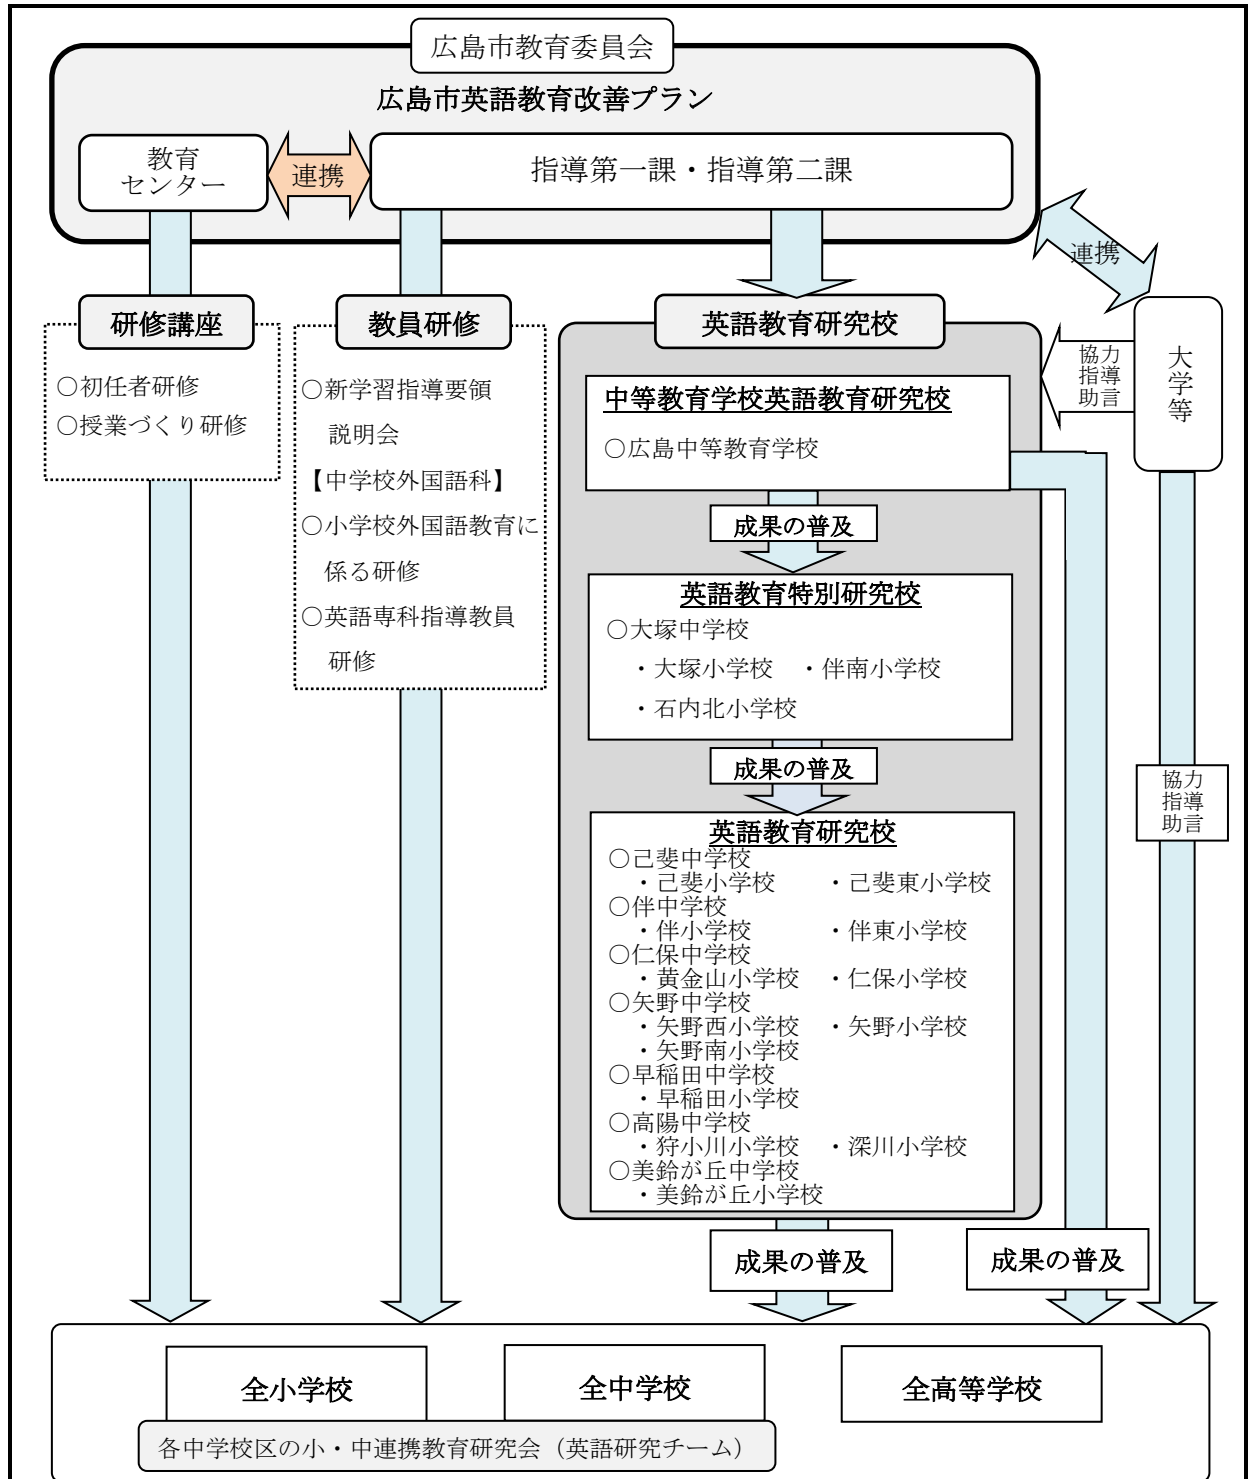 広島市教育委員会
広島市英語教育改善プラン
教育
センター
連携
指導第一課・指導第二課
連携
研修講座
○初任者研修
○授業づくり研修
教員研修
○新学習指導要領
説明会
【中学校外国語科】
○小学校外国語教育に
係る研修
○英語専科指導教員
研修
英語教育研究校
中等教育学校英語教育研究校
○広島中等教育学校
成果の普及
英語教育特別研究校
○大塚中学校
・大塚小学校 ・伴南小学校
・石内北小学校
成果の普及
英語教育研究校
○己斐中学校
・己斐小学校 ・己斐東小学校
○伴中学校
・伴小学校 ・伴東小学校
○仁保中学校
・黄金山小学校 ・仁保小学校
○矢野中学校
・矢野西小学校 ・矢野小学校
・矢野南小学校
○早稲田中学校
・早稲田小学校
○高陽中学校
・狩小川小学校 ・深川小学校
○美鈴が丘中学校
・美鈴が丘小学校
協力
指導
助言
大学等
協力
指導
助言
成果の普及
成果の普及
全小学校
全中学校
全高等学校
各中学校区の小・中連携教育研究会（英語研究チーム）